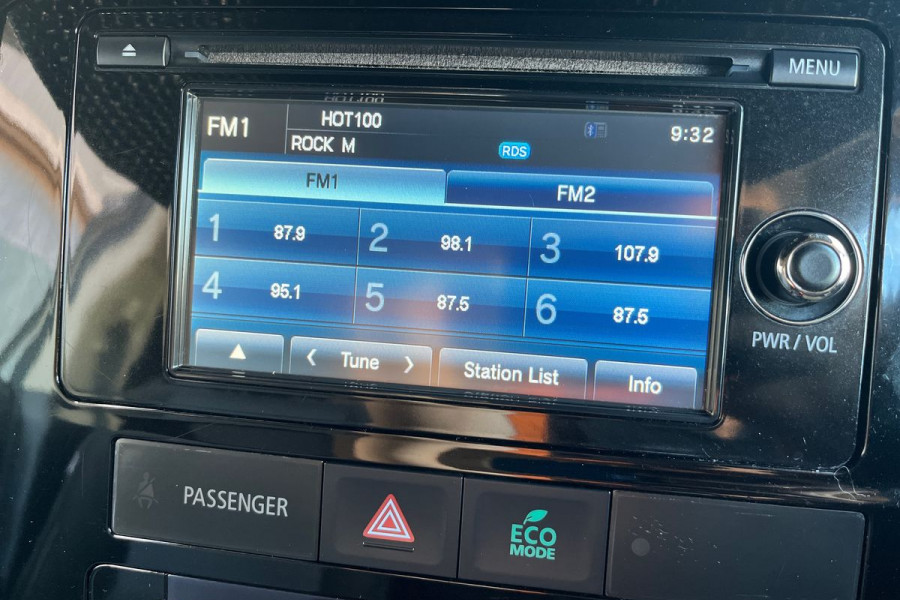 MENU
FM1 HOT100 9:32
ROCK M RDS
FM1 FM2
1 87.9 2 98.1 3 107.9
4 95.1 5 87.5 6 87.5
Tune Station List Info
PWR / VOL
PASSENGER
ECO
MODE